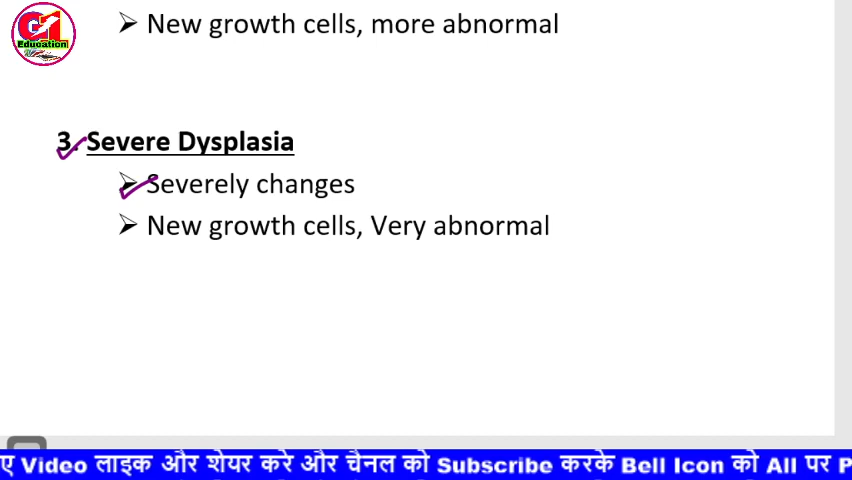 G1
Education
➢ New growth cells, more abnormal
3. Severe Dysplasia
➢ Severely changes
➢ New growth cells, Very abnormal
ए Video लाइक और शेयर करे और चैनल को Subscribe करके Bell Icon को All पर P